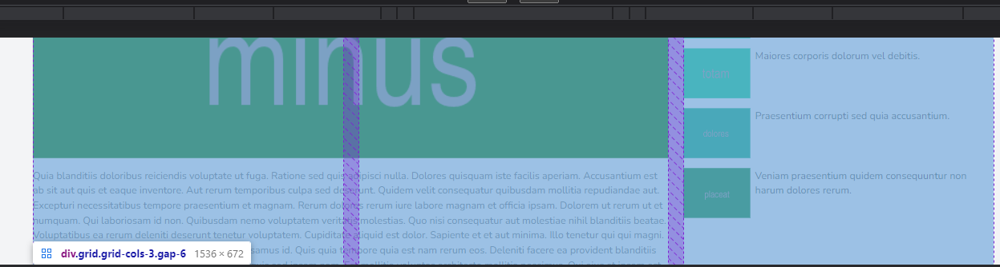 minus
Maiores corporis dolorum vel debitis.
dolores
Praesentium corrupti sed quia accusantium.
placeat
Veniam praesentium quidem consequuntur non
harum dolores rerum.
Quia blanditiis doloribus reiciendis voluptate ut fuga. Ratione sed quis adipisci nulla. Dolores quisquam iste facilis aperiam. Accusantium est
ab sit aut quis et eaque inventore. Aut rerum temporibus culpa sed deserunt. Quidem velit consequatur quibusdam mollitia repudiandae aut.
Excepturi necessitatibus tempore praesentium et magnam. Rerum dolores rerum iure labore magnam et officia ipsam. Dolorem ut rerum ut et
numquam. Qui laboriosam id non. Quibusdam nemo voluptatem veritatis molestias. Quo nisi consequatur aut molestiae nihil blanditiis beatae.
Voluptatibus ea rerum deleniti deserunt tenetur voluptatem. Cupiditate aliquid est dolor. Sapiente et et aut minima. Illo tenetur qui qui magni.
samus id. Quis quia tempore quia est nam rerum eos. Deleniti facere ea provident blanditiis
div.grid.grid-cols-3.gap-6 1536 × 672